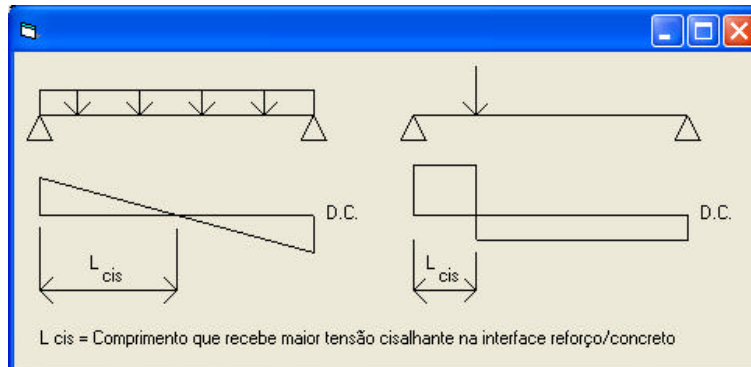 D.C.
D.C.
L cis
L cis
L cis = Comprimento que recebe maior tensão cisalhante na interface reforço/concreto